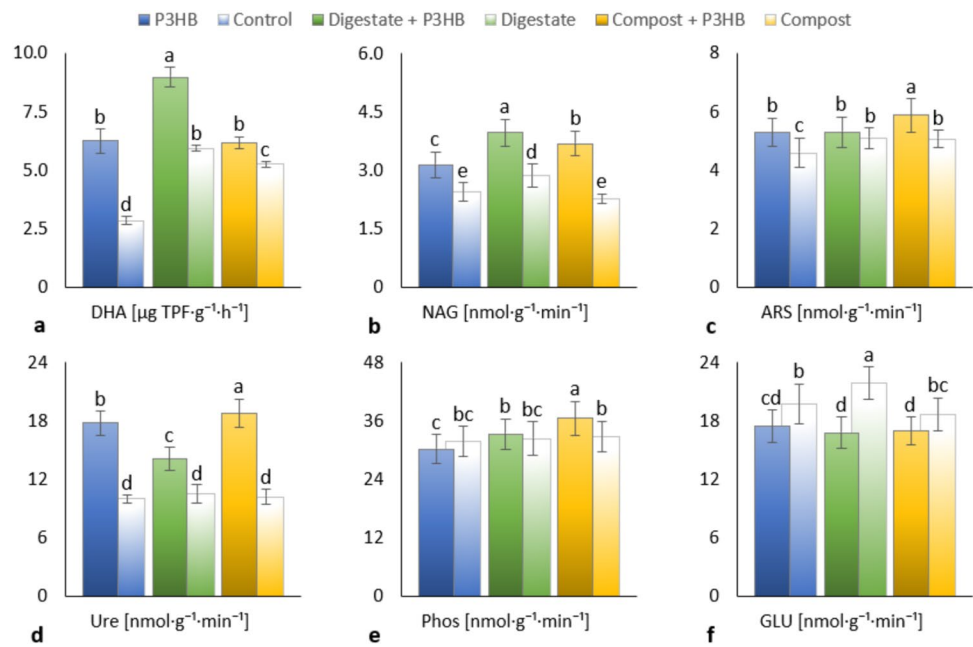 P3HB Control Digestate + P3HB Digestate Compost + P3HB Compost
10.0 7.5 5.0 2.5 0
b d a b b c
a DHA [µg TPF·g⁻¹·h⁻¹]
6.0 4.5 3.0 1.5 0
c e a d b e
b NAG [nmol·g⁻¹·min⁻¹]
8 6 4 2 0
b c b b a b
c ARS [nmol·g⁻¹·min⁻¹]
24 18 12 6 0
b d c d a d
d Ure [nmol·g⁻¹·min⁻¹]
48 36 24 12 0
c bc b bc a b
e Phos [nmol·g⁻¹·min⁻¹]
24 18 12 6 0
cd b d a d bc
f GLU [nmol·g⁻¹·min⁻¹]